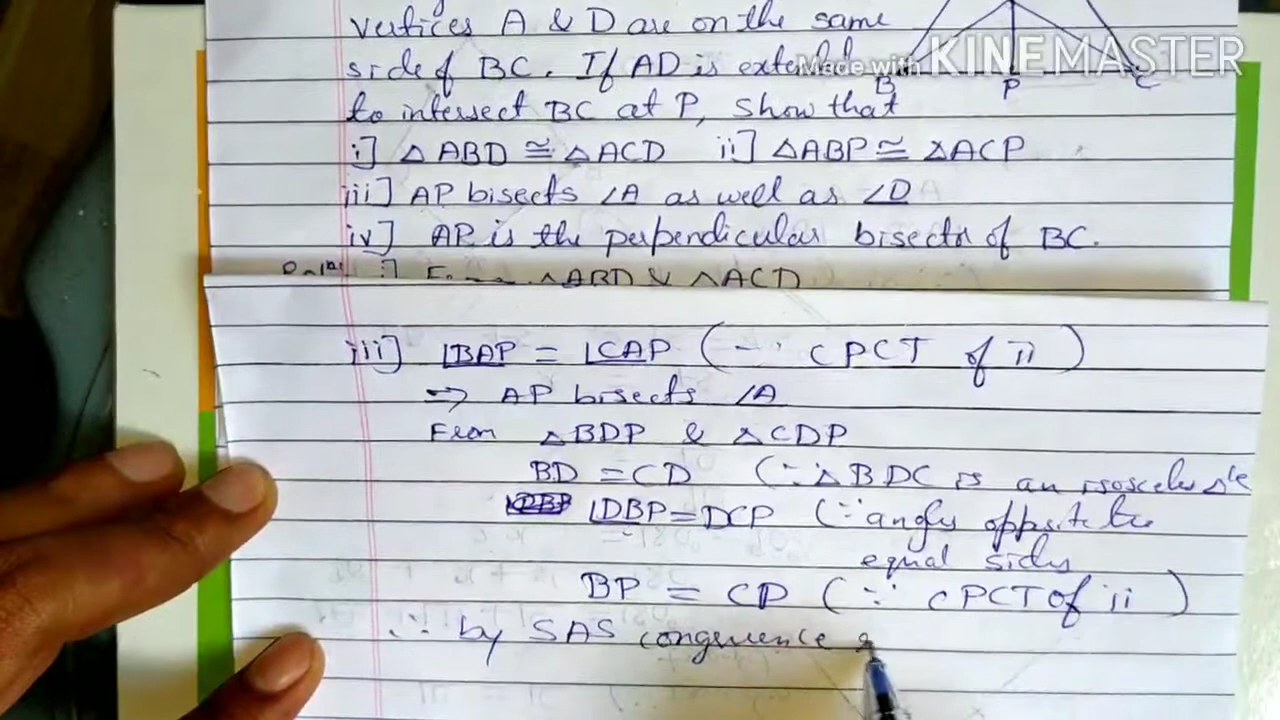 vertices A & D are on the same
side of BC. If AD is extended
Made with KINEMASTER
B P C
to intersect BC at P, show that
i] △ABD ≅ △ACD ii] △ABP ≅ △ACP
iii] AP bisects ∠A as well as ∠D
iv] AP is the perpendicular bisector of BC.
i] From △ABD & △ACD
iii] ∠BAP = ∠CAP (∵ CPCT of ii)
⇒ AP bisects ∠A
From △BDP & △CDP
BD = CD (∵ △BDC is an isosceles △le
∠DBP = DCP (∵ angles opposite to
equal sides
BP = CP (∵ CPCT of ii)
∴ by SAS congruence